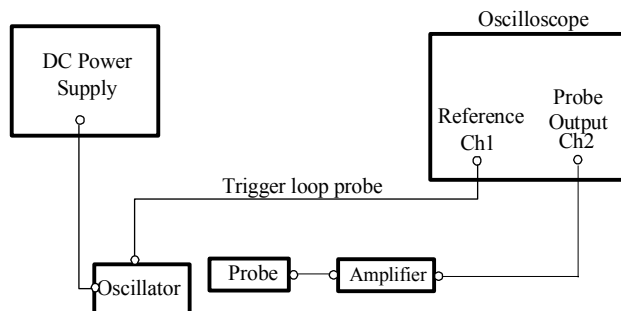 Oscilloscope
DC Power
Supply
Reference
Ch1
Probe
Output
Ch2
Trigger loop probe
Oscillator
Probe
Amplifier